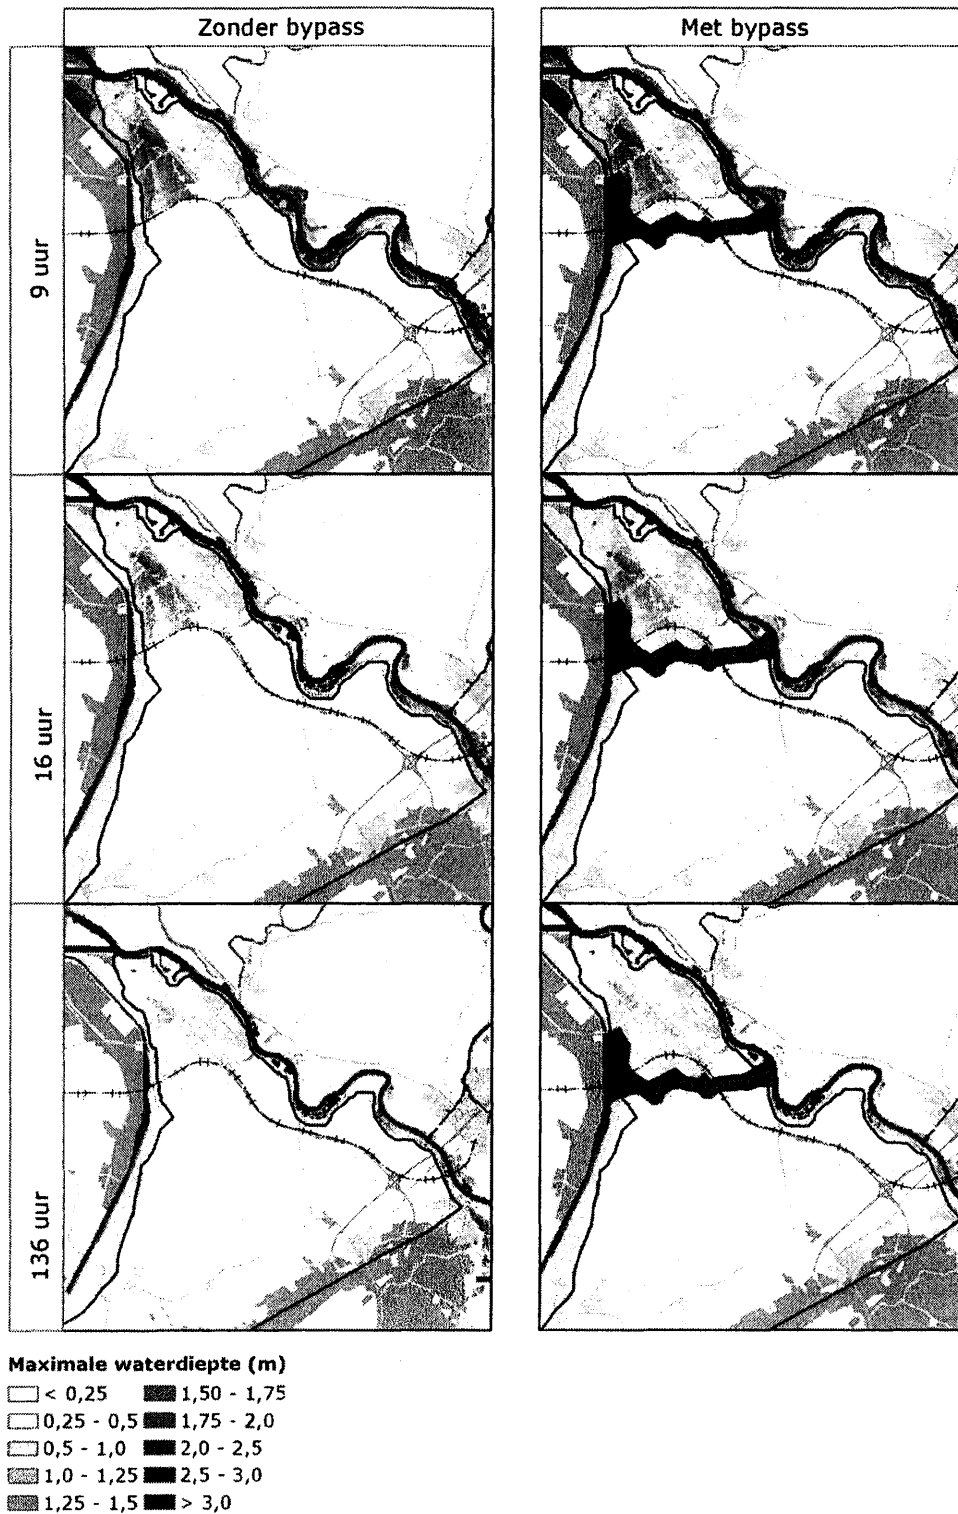 Zonder bypass
Met bypass
9 uur
16 uur
136 uur
Maximale waterdiepte (m)
< 0,25
1,50 - 1,75
0,25 - 0,5
1,75 - 2,0
0,5 - 1,0
2,0 - 2,5
1,0 - 1,25
2,5 - 3,0
1,25 - 1,5
> 3,0